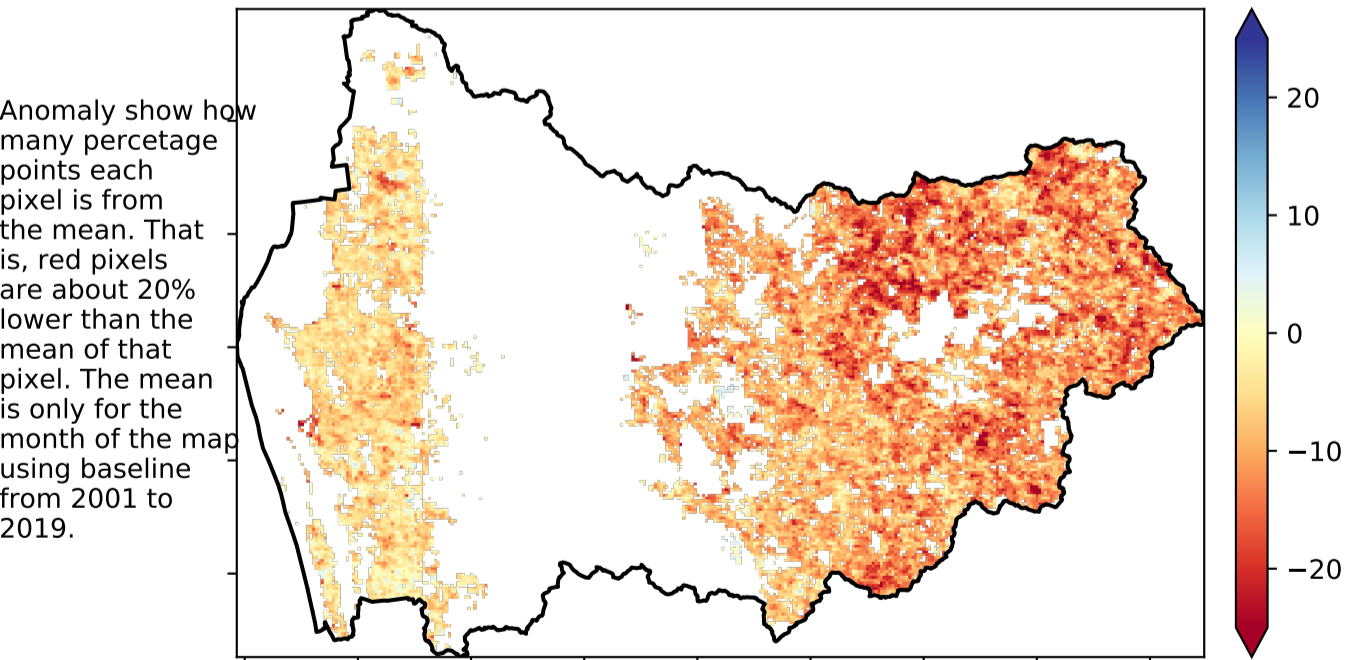 Anomaly show how
many percetage
points each
pixel is from
the mean. That
is, red pixels
are about 20%
lower than the
mean of that
pixel. The mean
is only for the
month of the map
using baseline
from 2001 to
2019.
20
10
0
−10
−20